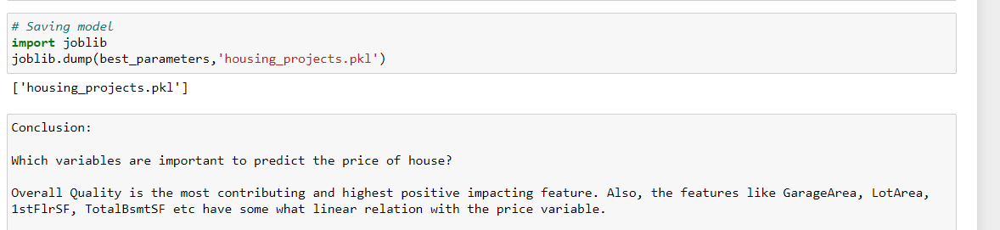 # Saving model
import joblib
joblib.dump(best_parameters,'housing_projects.pkl')
['housing_projects.pkl']
Conclusion:
Which variables are important to predict the price of house?
Overall Quality is the most contributing and highest positive impacting feature. Also, the features like GarageArea, LotArea,
1stFlrSF, TotalBsmtSF etc have some what linear relation with the price variable.